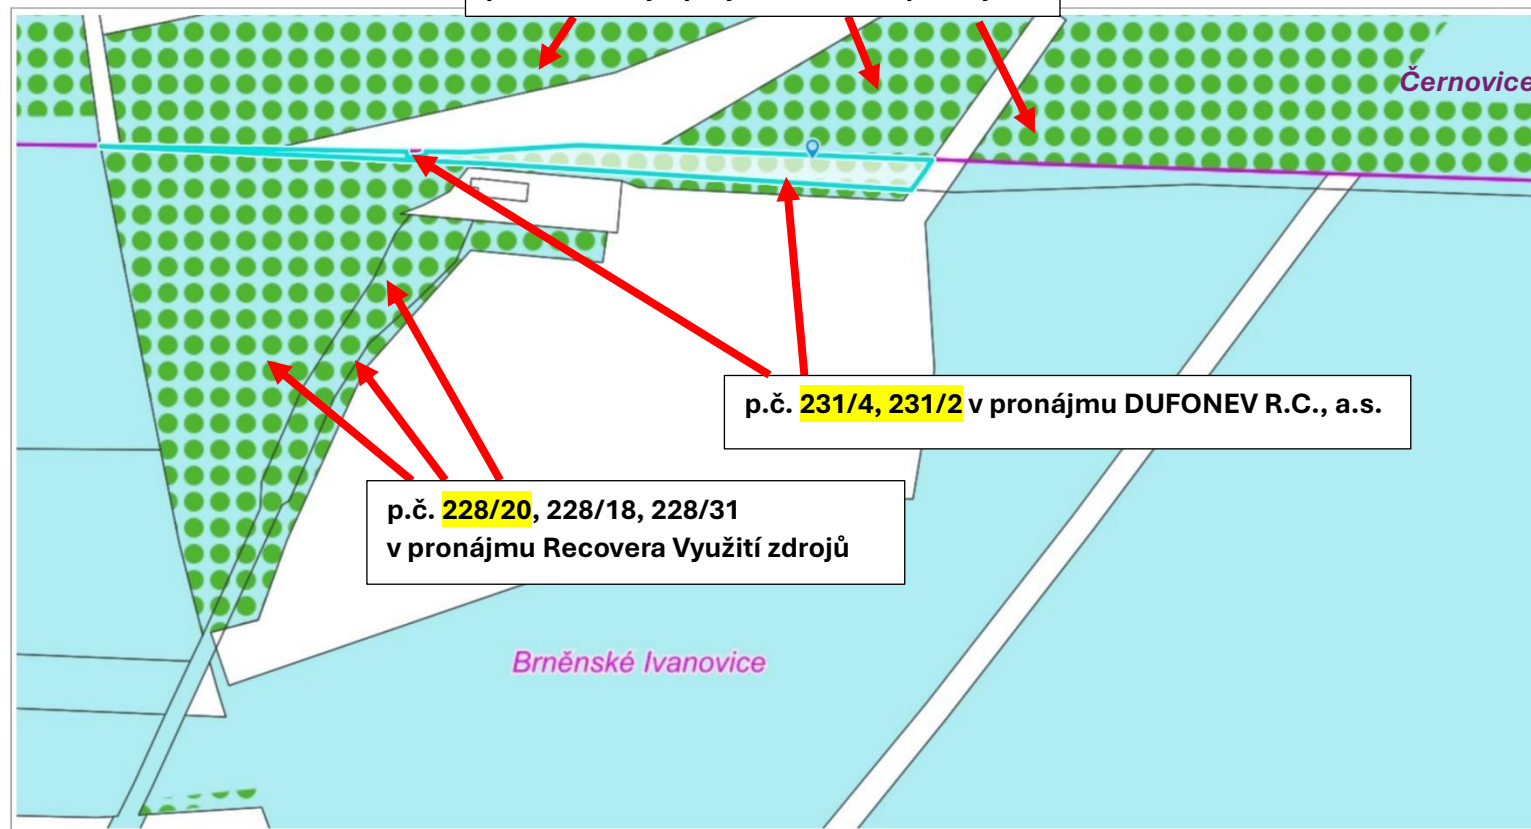 Černovice
p.č. 231/4, 231/2 v pronájmu DUFONEV R.C., a.s.
p.č. 228/20, 228/18, 228/31
v pronájmu Recovera Využití zdrojů
Brněnské Ivanovice